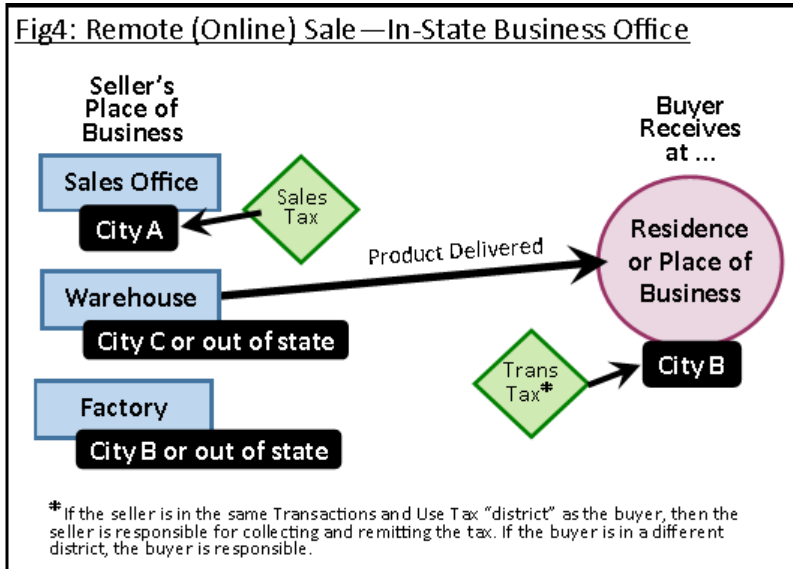 Fig4: Remote (Online) Sale—In-State Business Office
Seller’s
Place of
Business
Buyer
Receives
at ...
Sales Office
City A
Sales
Tax
Product Delivered
Residence
or Place of
Business
Warehouse
City C or out of state
Trans
Tax*
City B
Factory
City B or out of state
*If the seller is in the same Transactions and Use Tax “district” as the buyer, then the
seller is responsible for collecting and remitting the tax. If the buyer is in a different
district, the buyer is responsible.